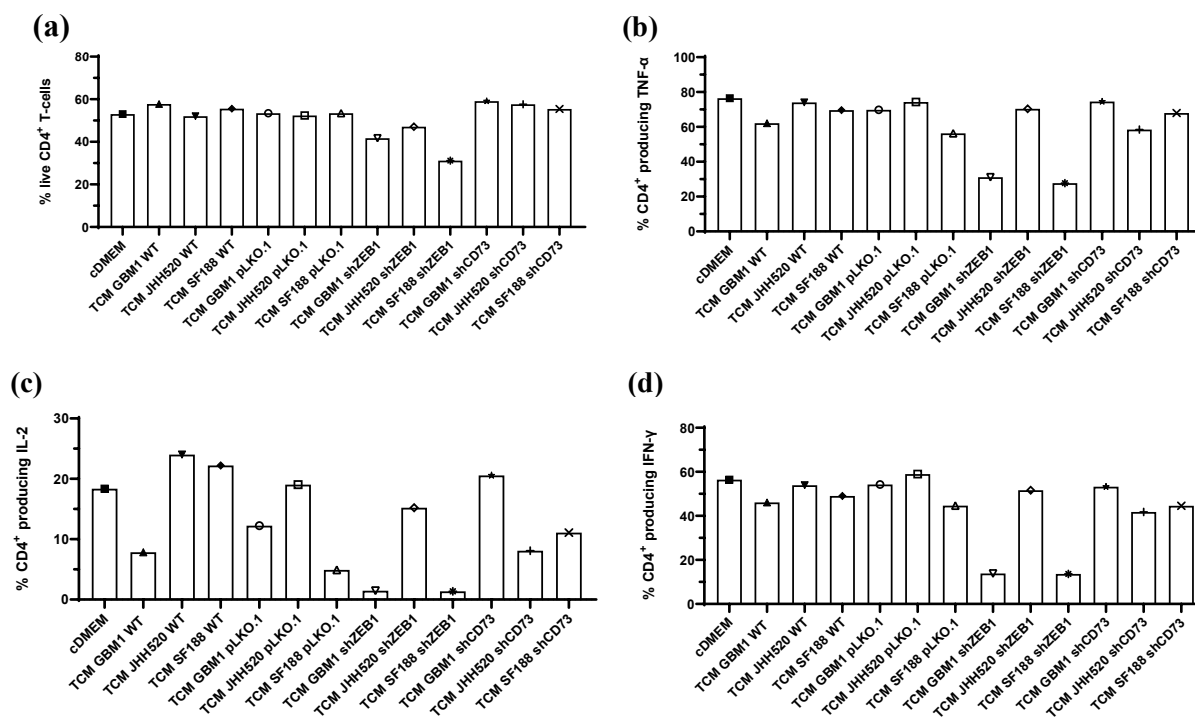 (a)
% live CD4+ T-cells
80
60
40
20
0
cDMEM
TCM GBM1 WT
TCM JHH520 WT
TCM SF188 WT
TCM GBM1 pLKO.1
TCM JHH520 pLKO.1
TCM SF188 pLKO.1
TCM GBM1 shZEB1
TCM JHH520 shZEB1
TCM SF188 shZEB1
TCM GBM1 shCD73
TCM JHH520 shCD73
TCM SF188 shCD73
(b)
% CD4+ producing TNF-α
100
80
60
40
20
0
cDMEM
TCM GBM1 WT
TCM JHH520 WT
TCM SF188 WT
TCM GBM1 pLKO.1
TCM JHH520 pLKO.1
TCM SF188 pLKO.1
TCM GBM1 shZEB1
TCM JHH520 shZEB1
TCM SF188 shZEB1
TCM GBM1 shCD73
TCM JHH520 shCD73
TCM SF188 shCD73
(c)
% CD4+ producing IL-2
30
20
10
0
cDMEM
TCM GBM1 WT
TCM JHH520 WT
TCM SF188 WT
TCM GBM1 pLKO.1
TCM JHH520 pLKO.1
TCM SF188 pLKO.1
TCM GBM1 shZEB1
TCM JHH520 shZEB1
TCM SF188 shZEB1
TCM GBM1 shCD73
TCM JHH520 shCD73
TCM SF188 shCD73
(d)
% CD4+ producing IFN-γ
80
60
40
20
0
cDMEM
TCM GBM1 WT
TCM JHH520 WT
TCM SF188 WT
TCM GBM1 pLKO.1
TCM JHH520 pLKO.1
TCM SF188 pLKO.1
TCM GBM1 shZEB1
TCM JHH520 shZEB1
TCM SF188 shZEB1
TCM GBM1 shCD73
TCM JHH520 shCD73
TCM SF188 shCD73